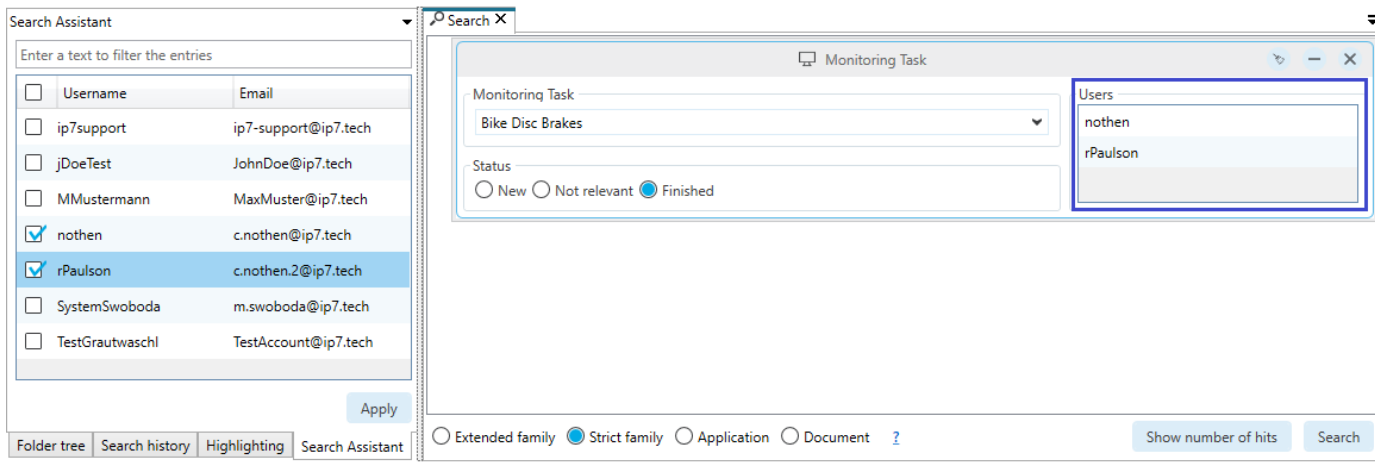 Search Assistant
Enter a text to filter the entries
Username Email
ip7support ip7-support@ip7.tech
jDoeTest JohnDoe@ip7.tech
MMustermann MaxMuster@ip7.tech
nothen c.nothen@ip7.tech
rPaulson c.nothen.2@ip7.tech
SystemSwoboda m.swoboda@ip7.tech
TestGrautwaschl TestAccount@ip7.tech
Apply
Folder tree Search history Highlighting Search Assistant
Search
Monitoring Task
Monitoring Task
Bike Disc Brakes
Status
New Not relevant Finished
Users
nothen
rPaulson
Extended family Strict family Application Document ? Show number of hits Search